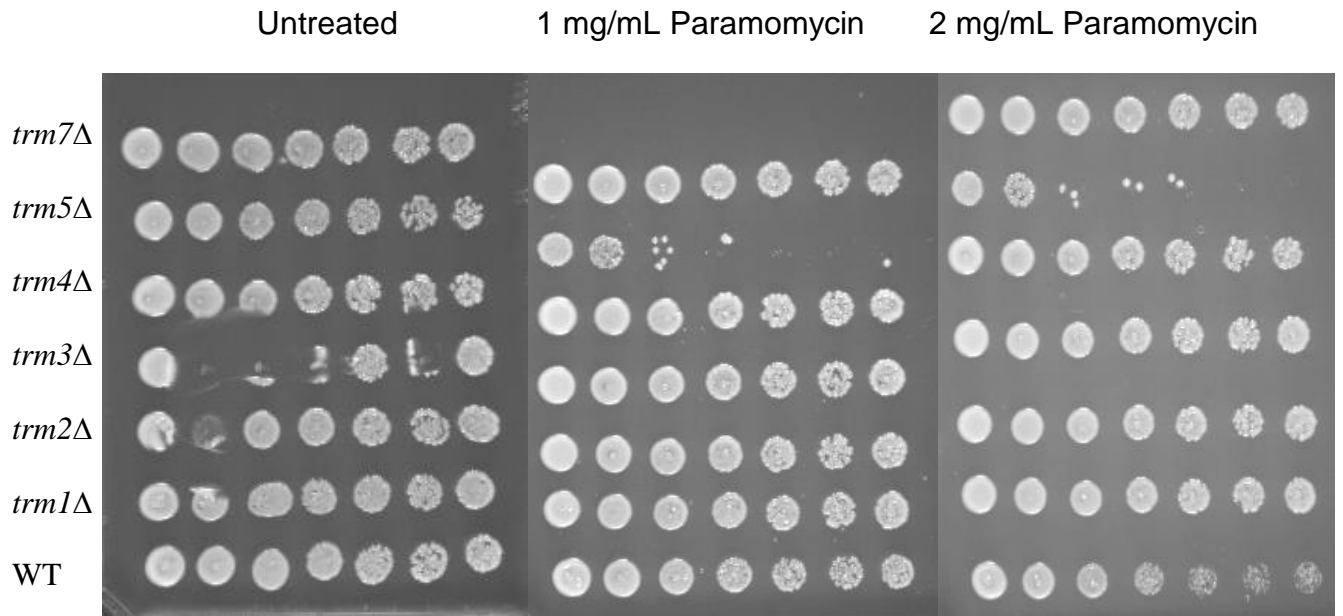 Untreated 1 mg/mL Paramomycin 2 mg/mL Paramomycin
trm7Δ
trm5Δ
trm4Δ
trm3Δ
trm2Δ
trm1Δ
WT